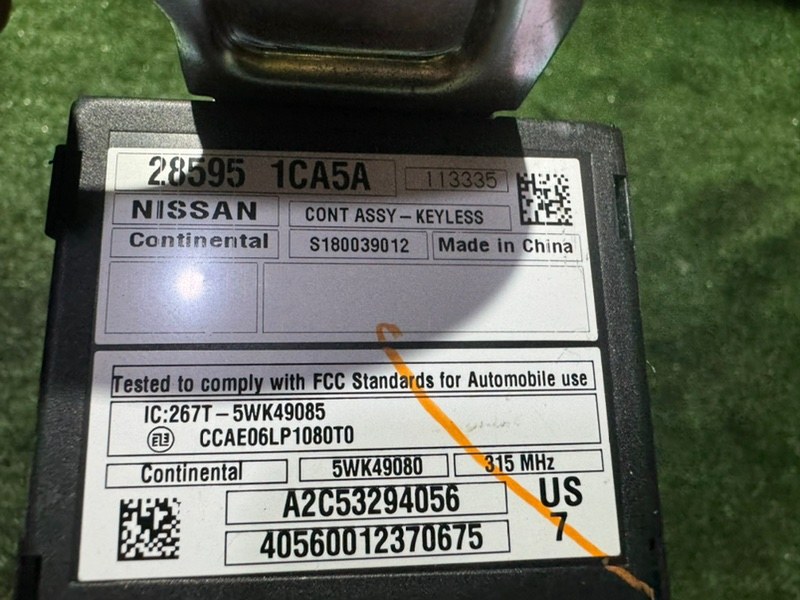 28595 1CA5A 113335
NISSAN CONT ASSY-KEYLESS
Continental S180039012 Made in China
Tested to comply with FCC Standards for Automobile use
IC:267T-5WK49085
CCAE06LP1080T0
Continental 5WK49080 315 MHz
A2C53294056 US
40560012370675 7